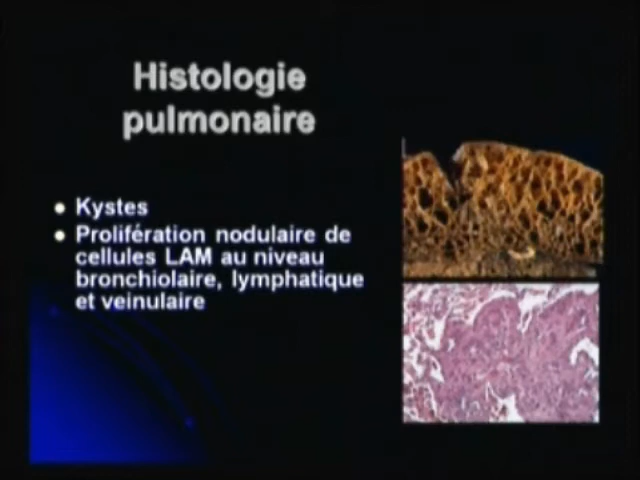 Histologie
pulmonaire
Kystes
Prolifération nodulaire de
cellules LAM au niveau
bronchiolaire, lymphatique
et veinulaire